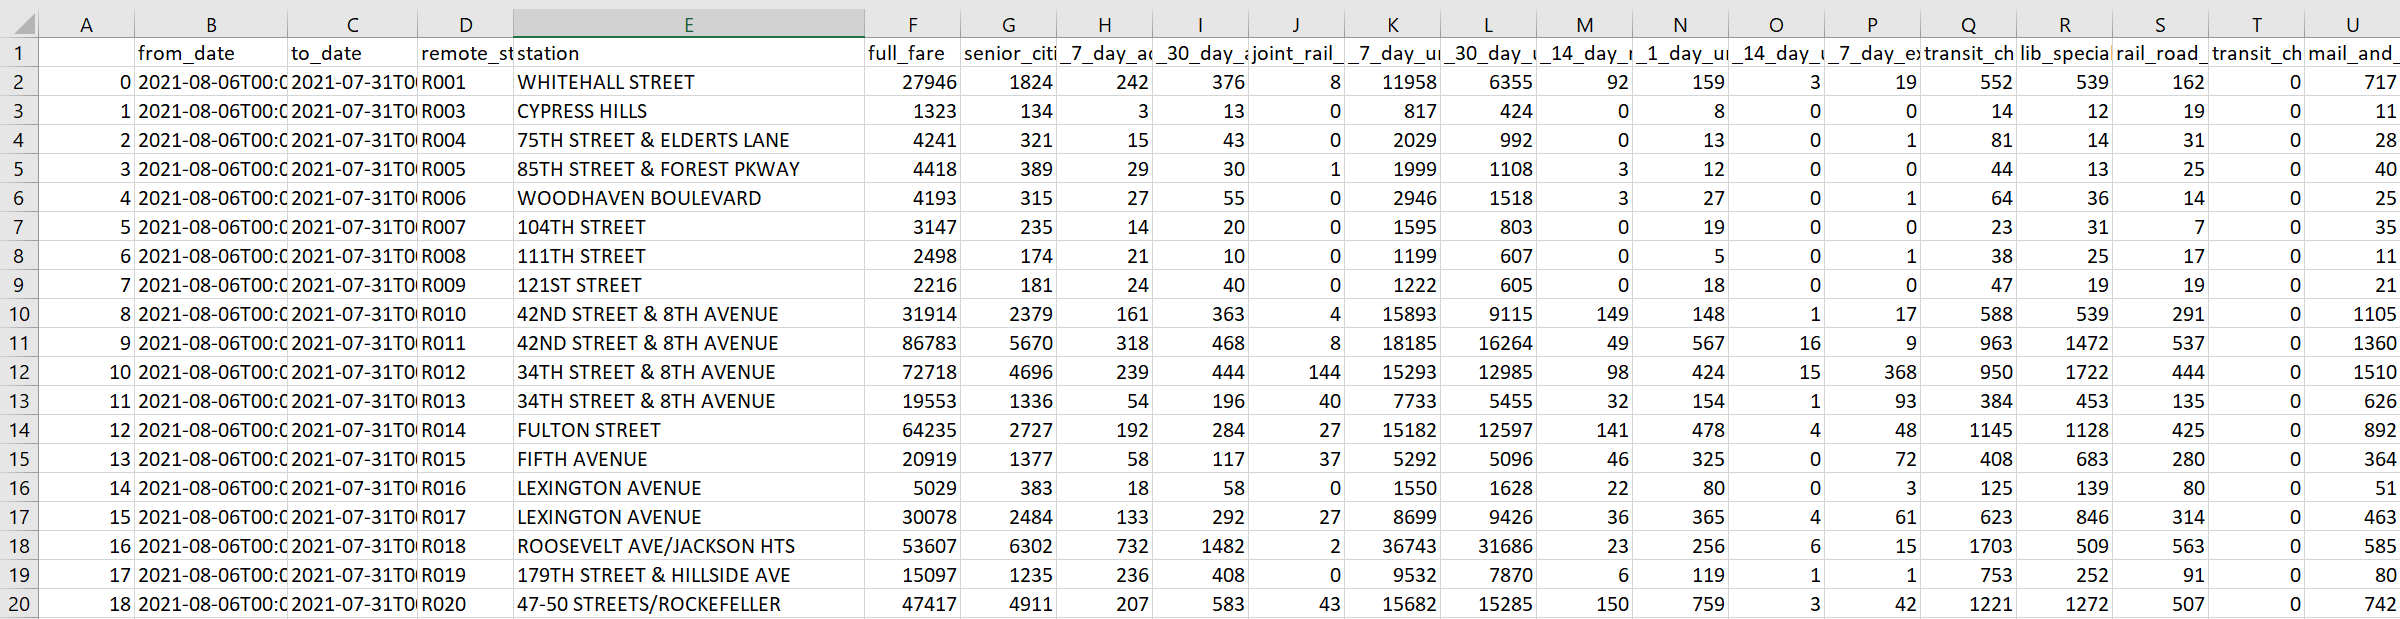 A B C D E F G H I J K L M N O P Q R S T U
1 from_date to_date remote_st station full_fare senior_citi _7_day_ad _30_day_a joint_rail_ _7_day_un _30_day_u _14_day_r _1_day_un _14_day_u _7_day_ex transit_ch lib_special rail_road_ transit_ch mail_and_
2 0 2021-08-06T00:0 2021-07-31T0 R001 WHITEHALL STREET 27946 1824 242 376 8 11958 6355 92 159 3 19 552 539 162 0 717
3 1 2021-08-06T00:0 2021-07-31T0 R003 CYPRESS HILLS 1323 134 3 13 0 817 424 0 8 0 0 14 12 19 0 11
4 2 2021-08-06T00:0 2021-07-31T0 R004 75TH STREET & ELDERTS LANE 4241 321 15 43 0 2029 992 0 13 0 1 81 14 31 0 28
5 3 2021-08-06T00:0 2021-07-31T0 R005 85TH STREET & FOREST PKWAY 4418 389 29 30 1 1999 1108 3 12 0 0 44 13 25 0 40
6 4 2021-08-06T00:0 2021-07-31T0 R006 WOODHAVEN BOULEVARD 4193 315 27 55 0 2946 1518 3 27 0 1 64 36 14 0 25
7 5 2021-08-06T00:0 2021-07-31T0 R007 104TH STREET 3147 235 14 20 0 1595 803 0 19 0 0 23 31 7 0 35
8 6 2021-08-06T00:0 2021-07-31T0 R008 111TH STREET 2498 174 21 10 0 1199 607 0 5 0 1 38 25 17 0 11
9 7 2021-08-06T00:0 2021-07-31T0 R009 121ST STREET 2216 181 24 40 0 1222 605 0 18 0 0 47 19 19 0 21
10 8 2021-08-06T00:0 2021-07-31T0 R010 42ND STREET & 8TH AVENUE 31914 2379 161 363 4 15893 9115 149 148 1 17 588 539 291 0 1105
11 9 2021-08-06T00:0 2021-07-31T0 R011 42ND STREET & 8TH AVENUE 86783 5670 318 468 8 18185 16264 49 567 16 9 963 1472 537 0 1360
12 10 2021-08-06T00:0 2021-07-31T0 R012 34TH STREET & 8TH AVENUE 72718 4696 239 444 144 15293 12985 98 424 15 368 950 1722 444 0 1510
13 11 2021-08-06T00:0 2021-07-31T0 R013 34TH STREET & 8TH AVENUE 19553 1336 54 196 40 7733 5455 32 154 1 93 384 453 135 0 626
14 12 2021-08-06T00:0 2021-07-31T0 R014 FULTON STREET 64235 2727 192 284 27 15182 12597 141 478 4 48 1145 1128 425 0 892
15 13 2021-08-06T00:0 2021-07-31T0 R015 FIFTH AVENUE 20919 1377 58 117 37 5292 5096 46 325 0 72 408 683 280 0 364
16 14 2021-08-06T00:0 2021-07-31T0 R016 LEXINGTON AVENUE 5029 383 18 58 0 1550 1628 22 80 0 3 125 139 80 0 51
17 15 2021-08-06T00:0 2021-07-31T0 R017 LEXINGTON AVENUE 30078 2484 133 292 27 8699 9426 36 365 4 61 623 846 314 0 463
18 16 2021-08-06T00:0 2021-07-31T0 R018 ROOSEVELT AVE/JACKSON HTS 53607 6302 732 1482 2 36743 31686 23 256 6 15 1703 509 563 0 585
19 17 2021-08-06T00:0 2021-07-31T0 R019 179TH STREET & HILLSIDE AVE 15097 1235 236 408 0 9532 7870 6 119 1 1 753 252 91 0 80
20 18 2021-08-06T00:0 2021-07-31T0 R020 47-50 STREETS/ROCKEFELLER 47417 4911 207 583 43 15682 15285 150 759 3 42 1221 1272 507 0 742